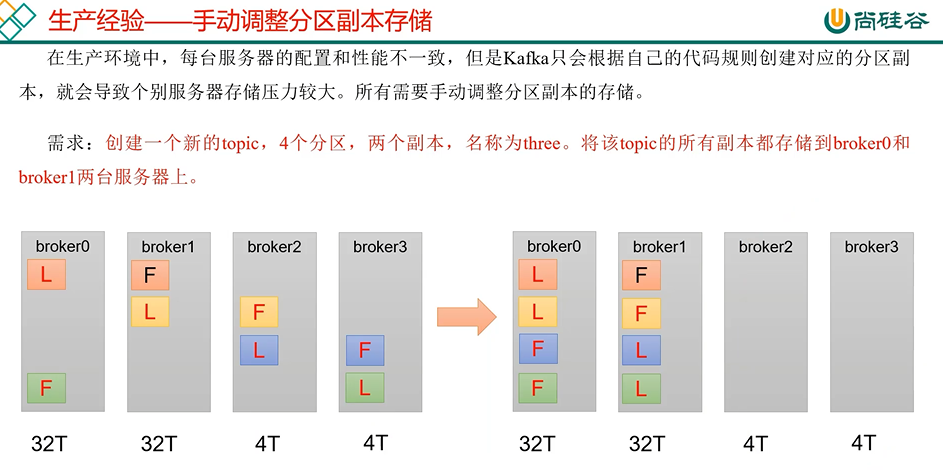 生产经验——手动调整分区副本存储
尚硅谷
在生产环境中，每台服务器的配置和性能不一致，但是Kafka只会根据自己的代码规则创建对应的分区副
本，就会导致个别服务器存储压力较大。所有需要手动调整分区副本的存储。
需求：创建一个新的topic，4个分区，两个副本，名称为three。将该topic的所有副本都存储到broker0和
broker1两台服务器上。
broker0 broker1 broker2 broker3 broker0 broker1 broker2 broker3
L F L F
L F L F
L F F L
F L F L
32T 32T 4T 4T 32T 32T 4T 4T